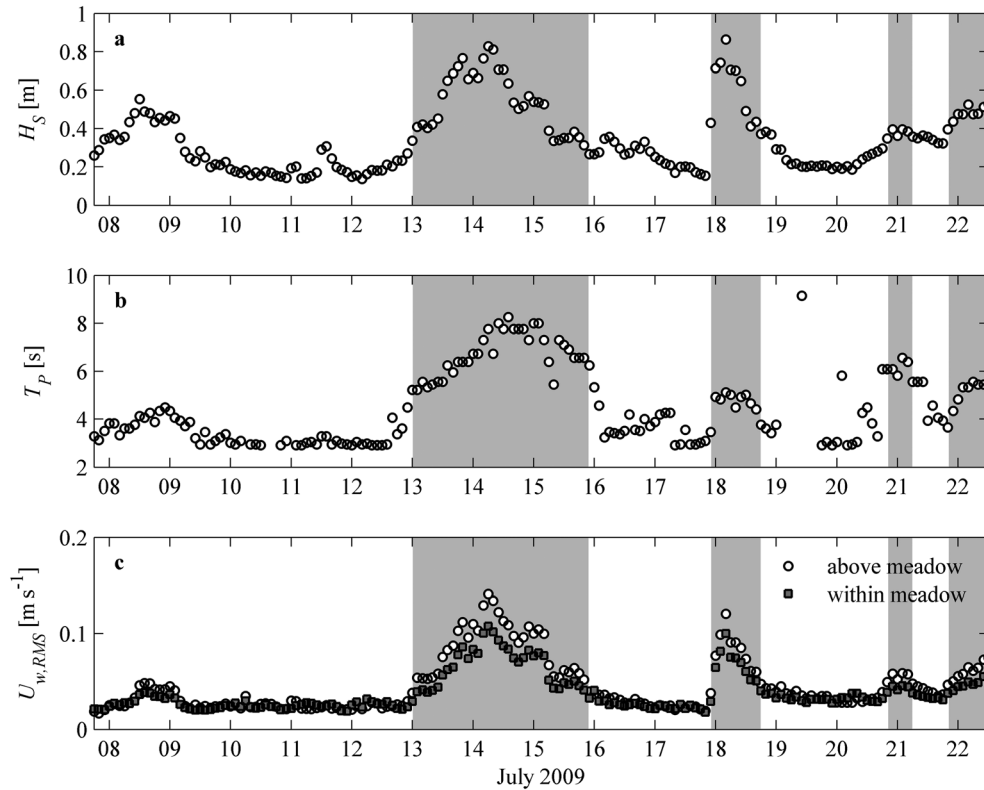 1
0.8
0.6
0.4
0.2
0
H_S [m]
a
08 09 10 11 12 13 14 15 16 17 18 19 20 21 22
10
8
6
4
2
T_P [s]
b
08 09 10 11 12 13 14 15 16 17 18 19 20 21 22
0.2
0.1
0
U_{w,RMS} [m s^{-1}]
c
above meadow
within meadow
08 09 10 11 12 13 14 15 16 17 18 19 20 21 22
July 2009